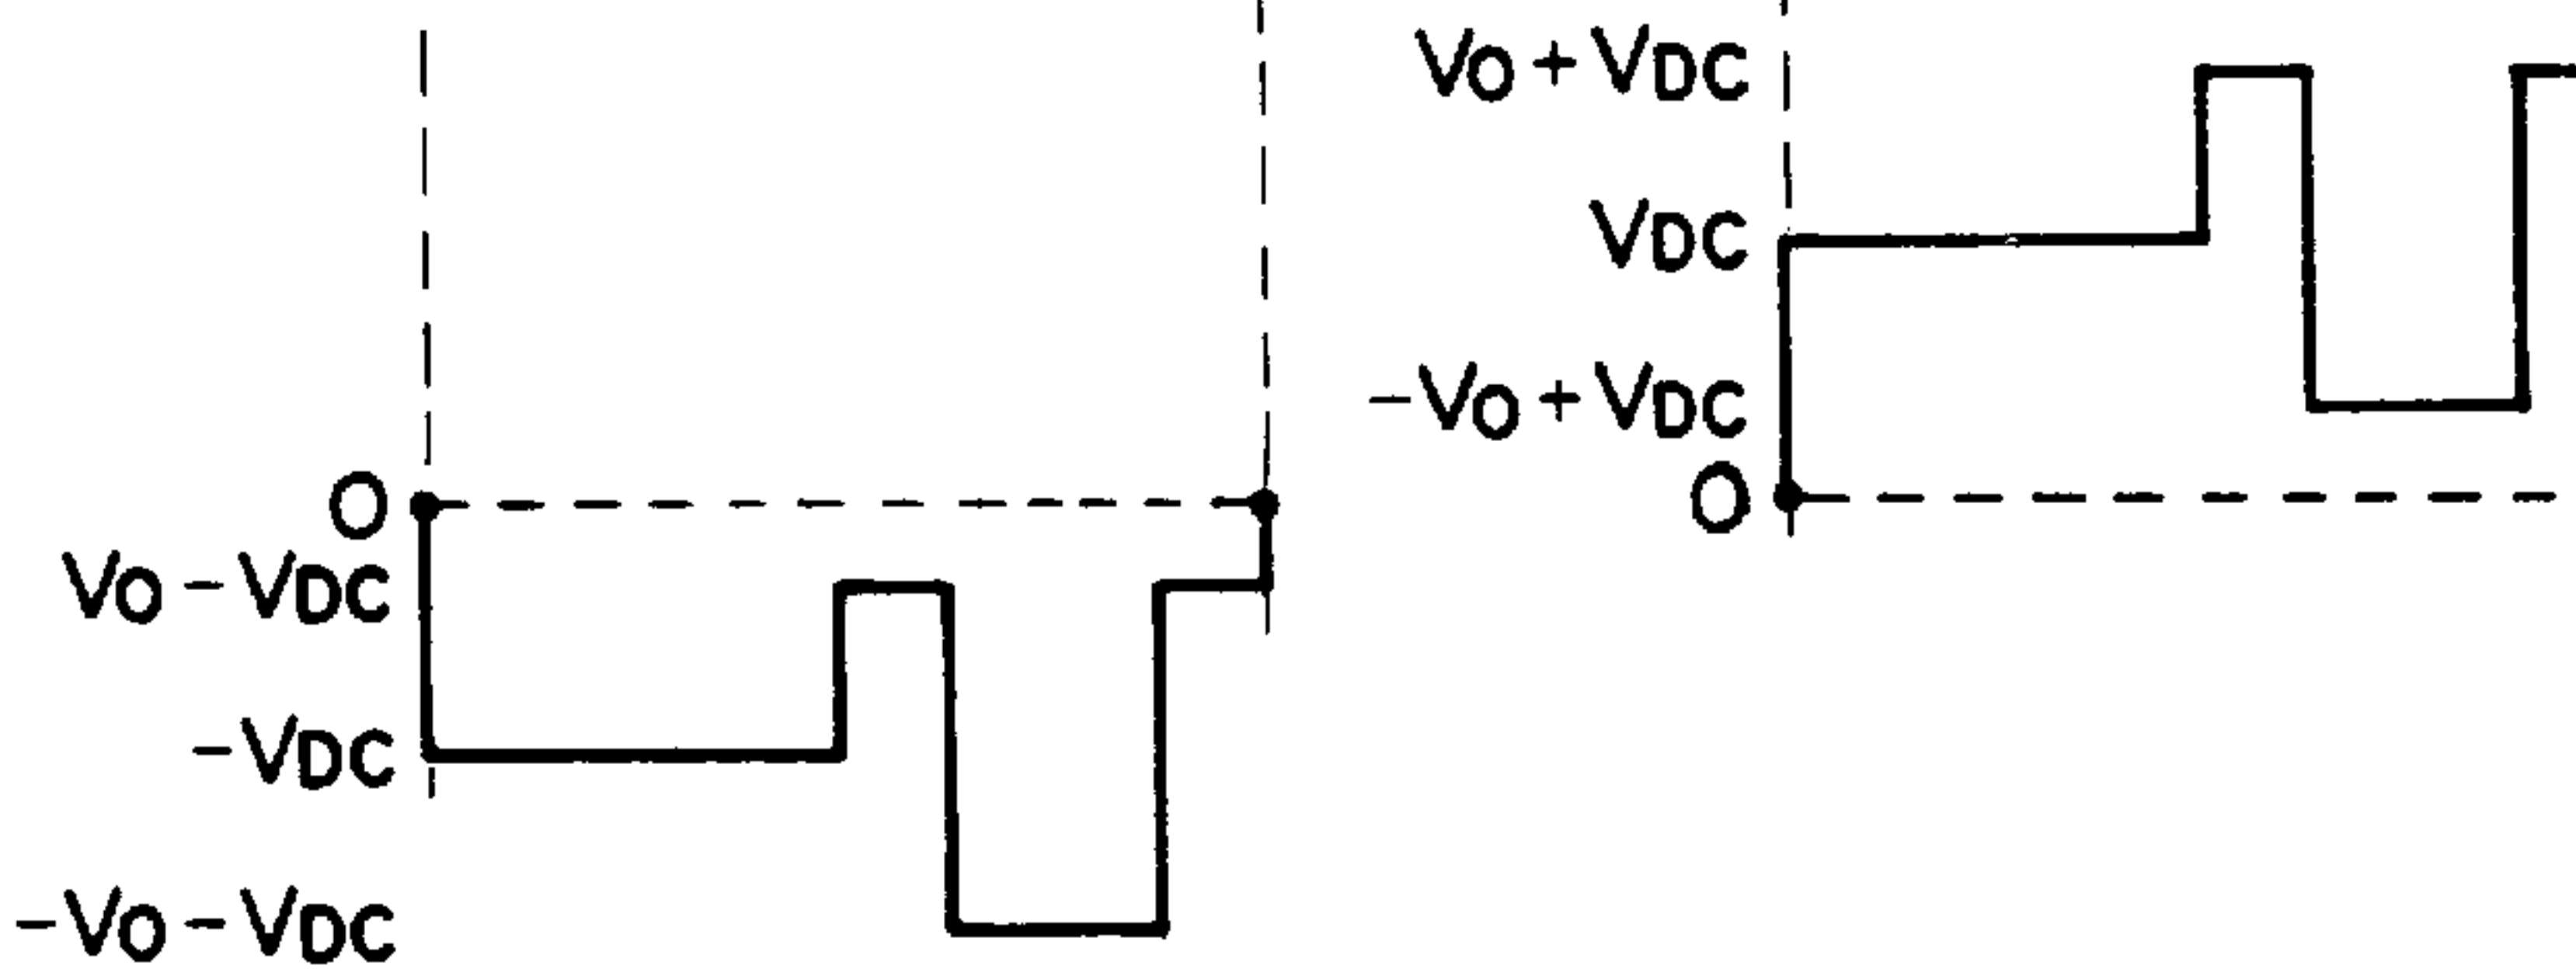 O
VO - VDC
-VDC
-VO - VDC
VO + VDC
VDC
-VO + VDC
O